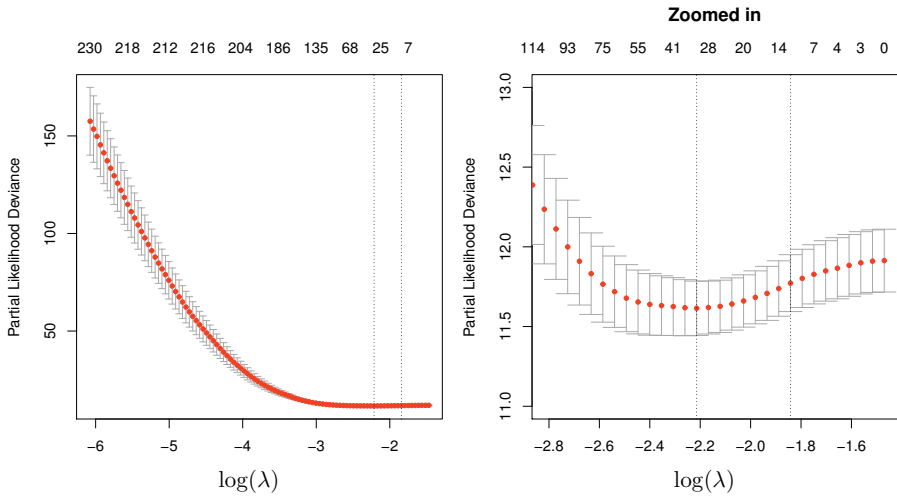 Zoomed in
230 218 212 216 204 186 135 68 25 7
114 93 75 55 41 28 20 14 7 4 3 0
Partial Likelihood Deviance
50 100 150
−6 −5 −4 −3 −2
log(λ)
Partial Likelihood Deviance
11.0 11.5 12.0 12.5 13.0
−2.8 −2.6 −2.4 −2.2 −2.0 −1.8 −1.6
log(λ)